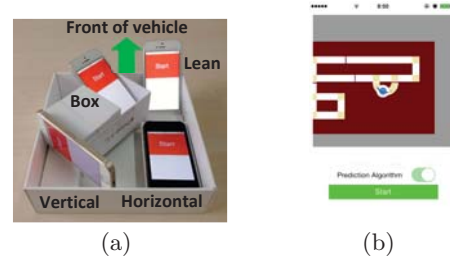 Front of vehicle
Lean
Start
Start
Box
Start
Vertical
Horizontal
(a)
Prediction Algorithm
Start
(b)